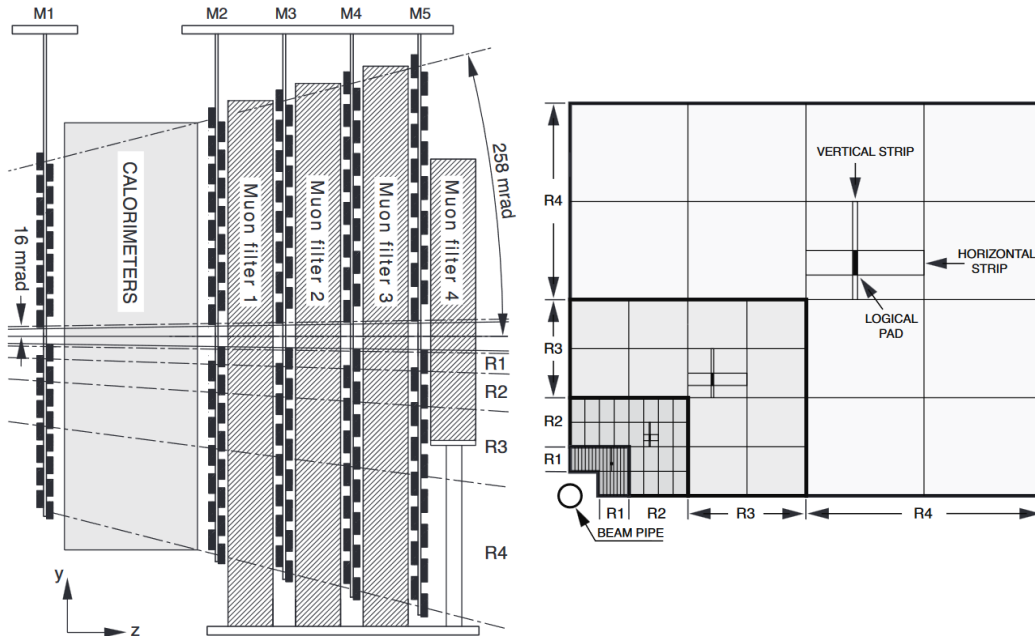 M1
M2
M3
M4
M5
16 mrad
CALORIMETERS
Muon filter 1
Muon filter 2
Muon filter 3
Muon filter 4
258 mrad
R1
R2
R3
R4
y
z
R4
R3
R2
R1
VERTICAL STRIP
HORIZONTAL
STRIP
LOGICAL
PAD
R1
R2
R3
R4
BEAM PIPE